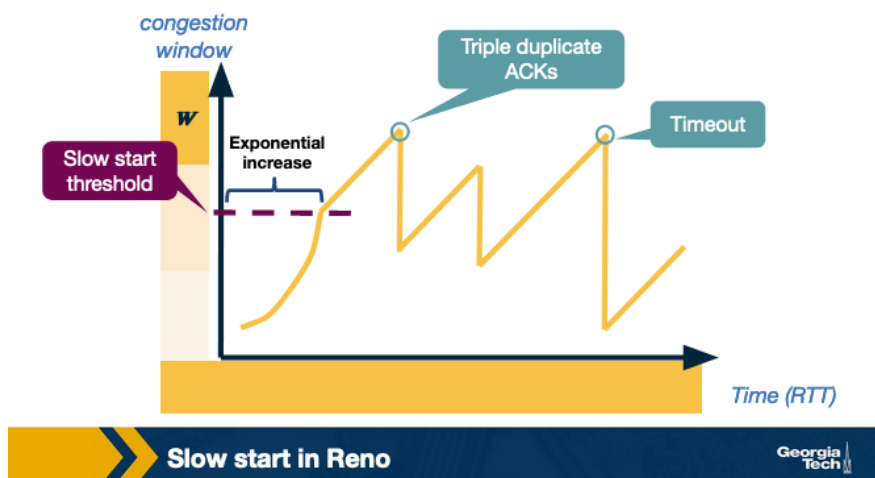 congestion
window
Triple duplicate
ACKs
w
Timeout
Exponential
increase
Slow start
threshold
Time (RTT)
Slow start in Reno
Georgia
Tech